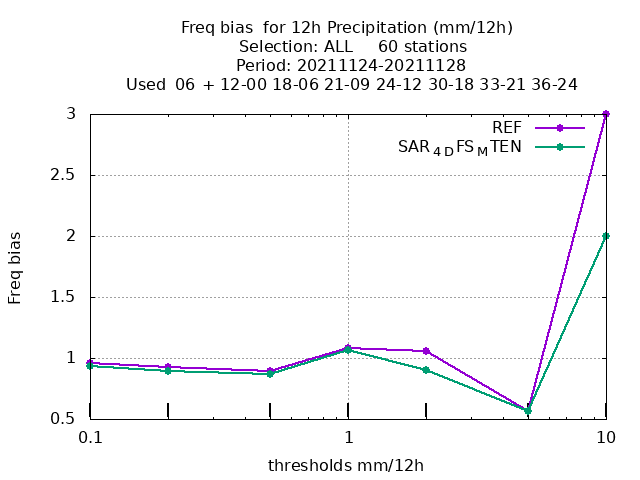 Freq bias  for 12h Precipitation (mm/12h)
Selection: ALL     60 stations
Period: 20211124-20211128
Used  06 + 12-00 18-06 21-09 24-12 30-18 33-21 36-24
REF
SAR4DFSMTEN
Freq bias
3
2.5
2
1.5
1
0.5
0.1
1
10
thresholds mm/12h